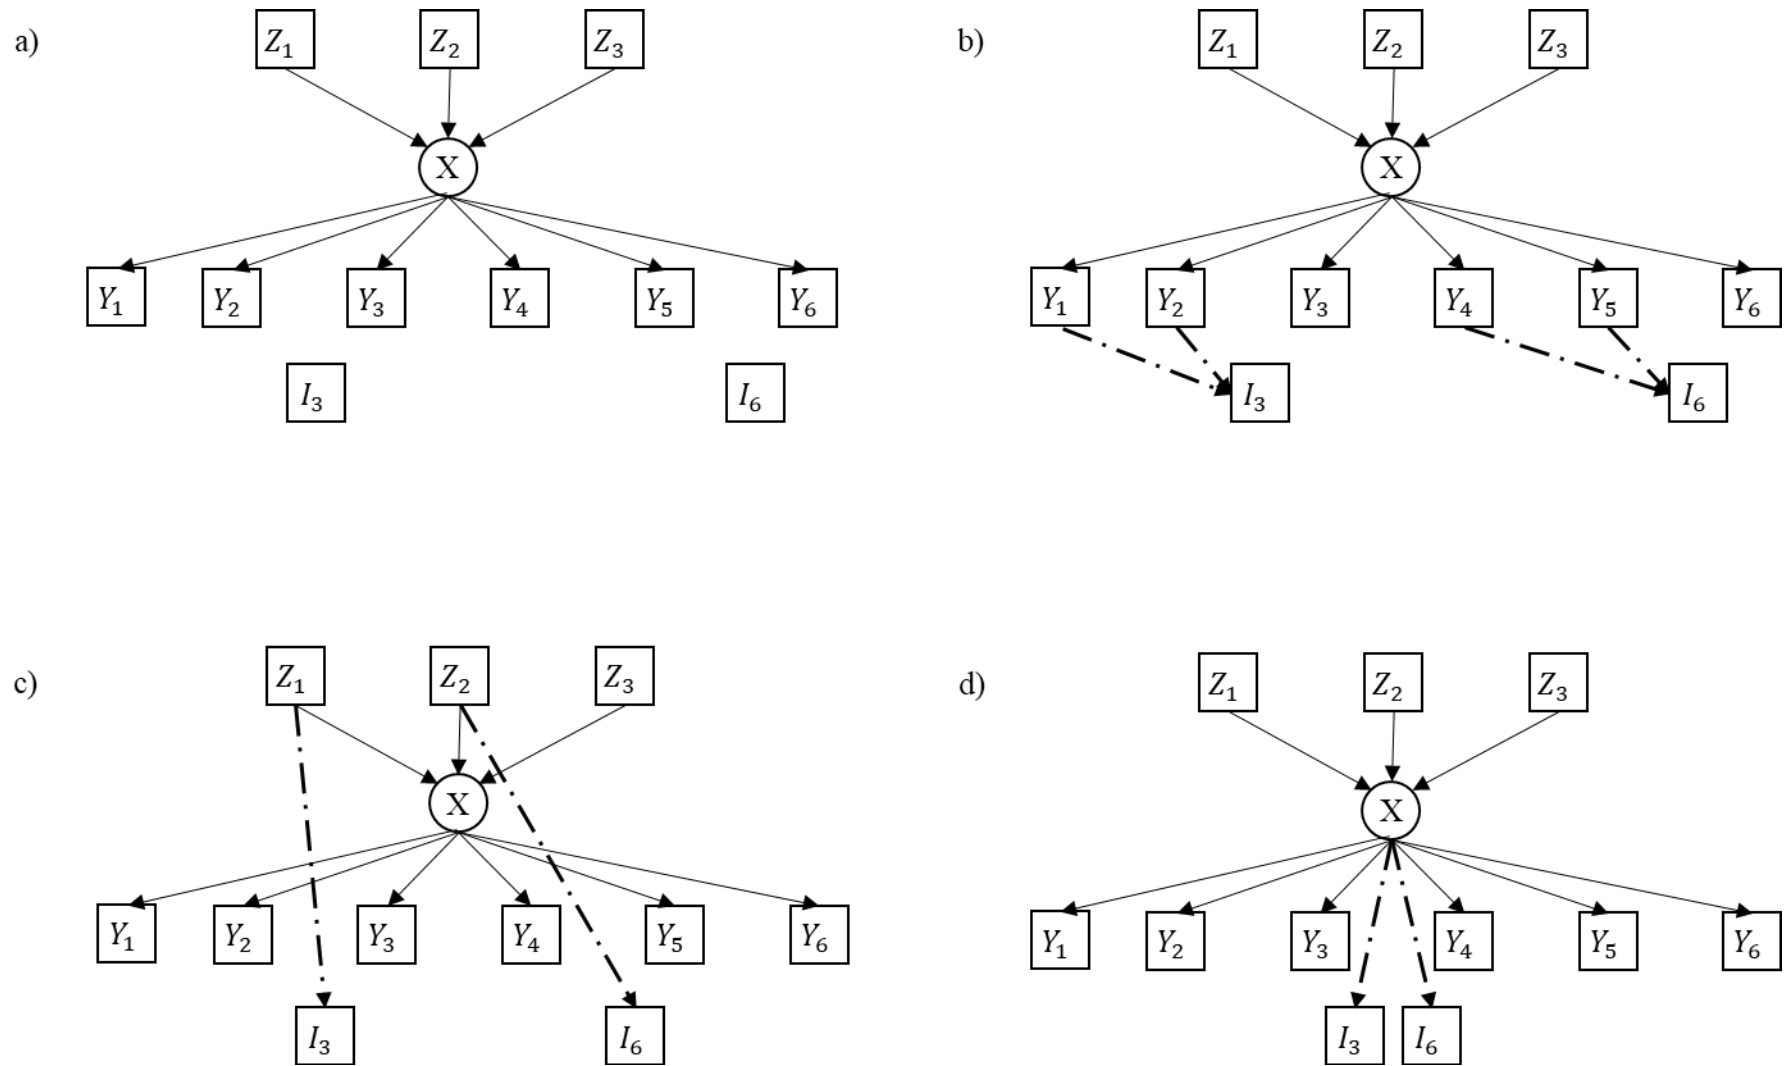 a) Z₁ Z₂ Z₃
X
Y₁ Y₂ Y₃ Y₄ Y₅ Y₆
I₃ I₆
b) Z₁ Z₂ Z₃
X
Y₁ Y₂ Y₃ Y₄ Y₅ Y₆
I₃ I₆
c) Z₁ Z₂ Z₃
X
Y₁ Y₂ Y₃ Y₄ Y₅ Y₆
I₃ I₆
d) Z₁ Z₂ Z₃
X
Y₁ Y₂ Y₃ Y₄ Y₅ Y₆
I₃ I₆